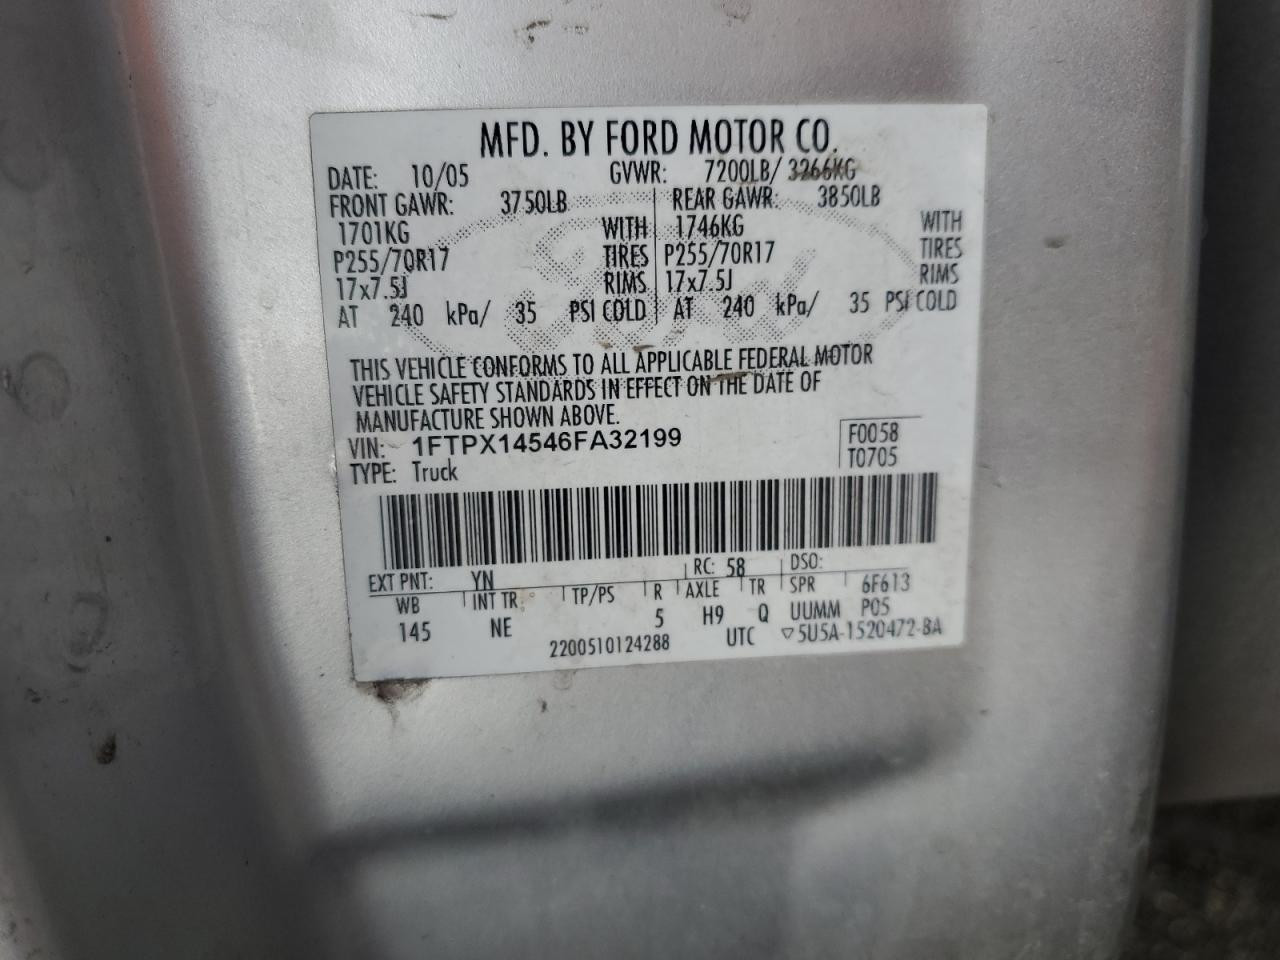 MFD. BY FORD MOTOR CO.
DATE: 10/05 GVWR: 7200LB/ 3266KG
FRONT GAWR: 3750LB REAR GAWR: 3850LB
1701KG WITH 1746KG WITH
P255/70R17 TIRES P255/70R17 TIRES
17x7.5J RIMS 17x7.5J RIMS
AT 240 kPa/ 35 PSI COLD AT 240 kPa/ 35 PSI COLD
THIS VEHICLE CONFORMS TO ALL APPLICABLE FEDERAL MOTOR
VEHICLE SAFETY STANDARDS IN EFFECT ON THE DATE OF
MANUFACTURE SHOWN ABOVE.
VIN: 1FTPX14546FA32199 F0058
TYPE: Truck T0705
EXT PNT: YN RC: 58 DSO:
WB INT TR TP/PS R AXLE TR SPR 6F613
145 NE 5 H9 Q UUMM P05
2200510124288 UTC ▽5U5A-1520472-BA